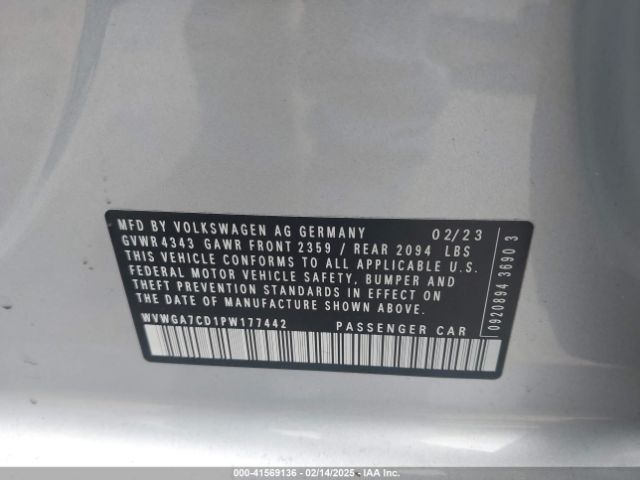 MFD BY VOLKSWAGEN AG GERMANY 02/23
GVWR 4343 GAWR FRONT 2359 / REAR 2094 LBS
THIS VEHICLE CONFORMS TO ALL APPLICABLE U.S.
FEDERAL MOTOR VEHICLE SAFETY, BUMPER AND
THEFT PREVENTION STANDARDS IN EFFECT ON
THE DATE OF MANUFACTURE SHOWN ABOVE.
WVWGA7CD1PW177442 PASSENGER CAR
0920894 36903
000-41569136 - 02/14/2025 - IAA Inc.